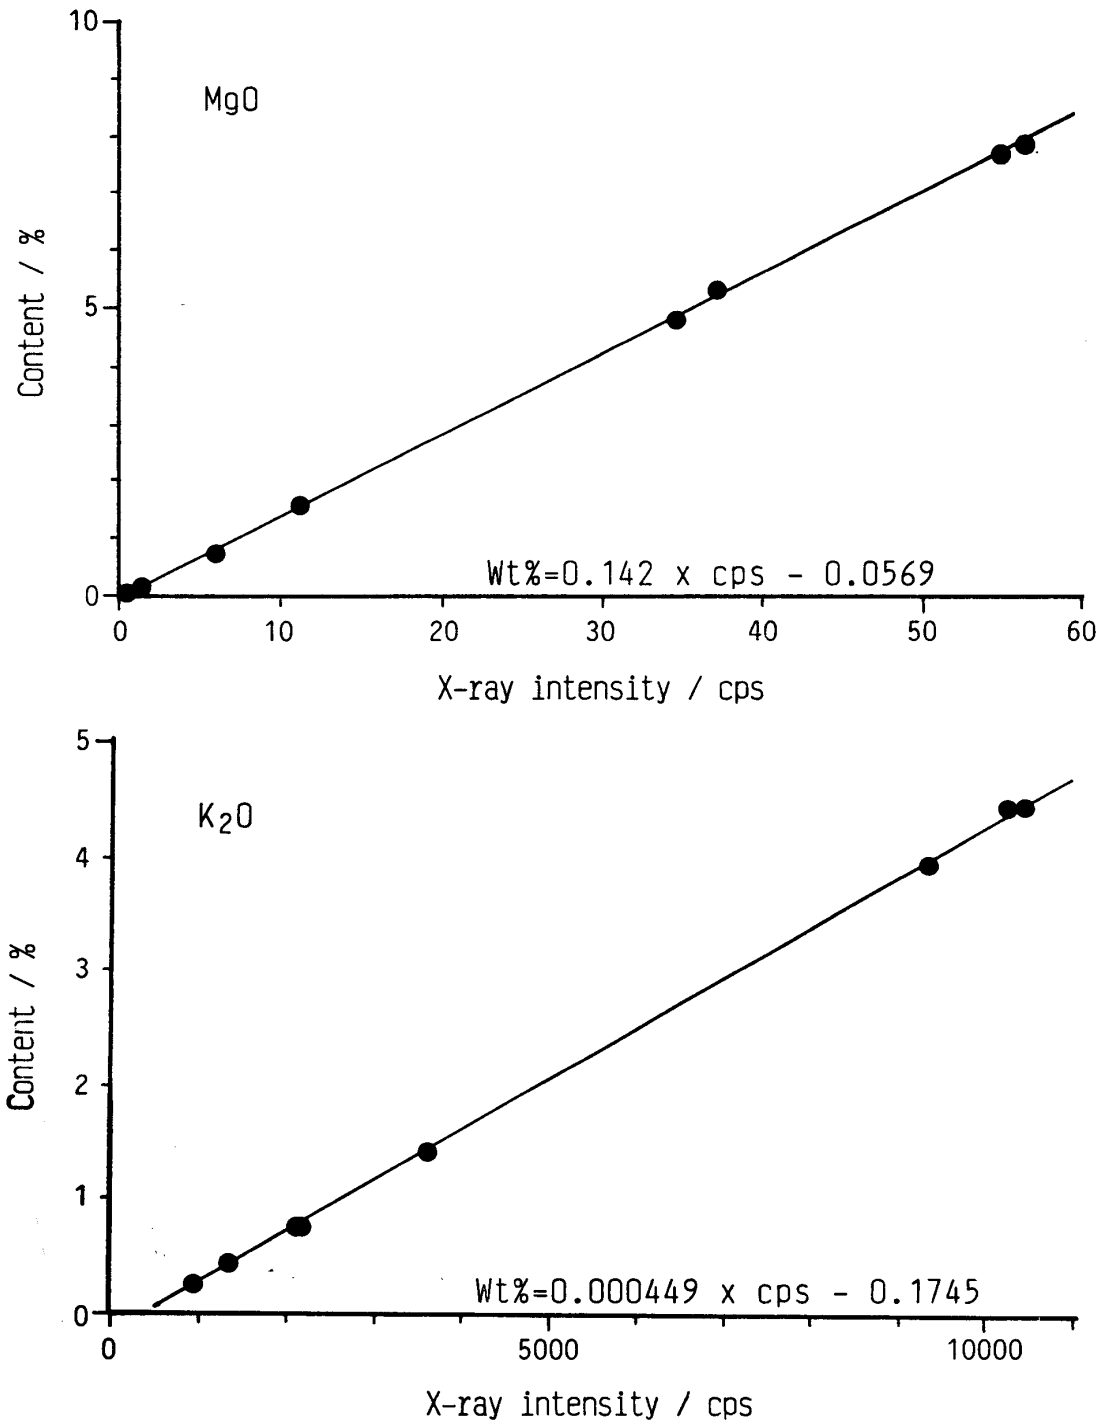 10
MgO
Content / %
5
0
Wt%=0.142 x cps - 0.0569
0 10 20 30 40 50 60
X-ray intensity / cps
5
K2O
4
Content / %
3
2
1
0
Wt%=0.000449 x cps - 0.1745
0 5000 10000
X-ray intensity / cps